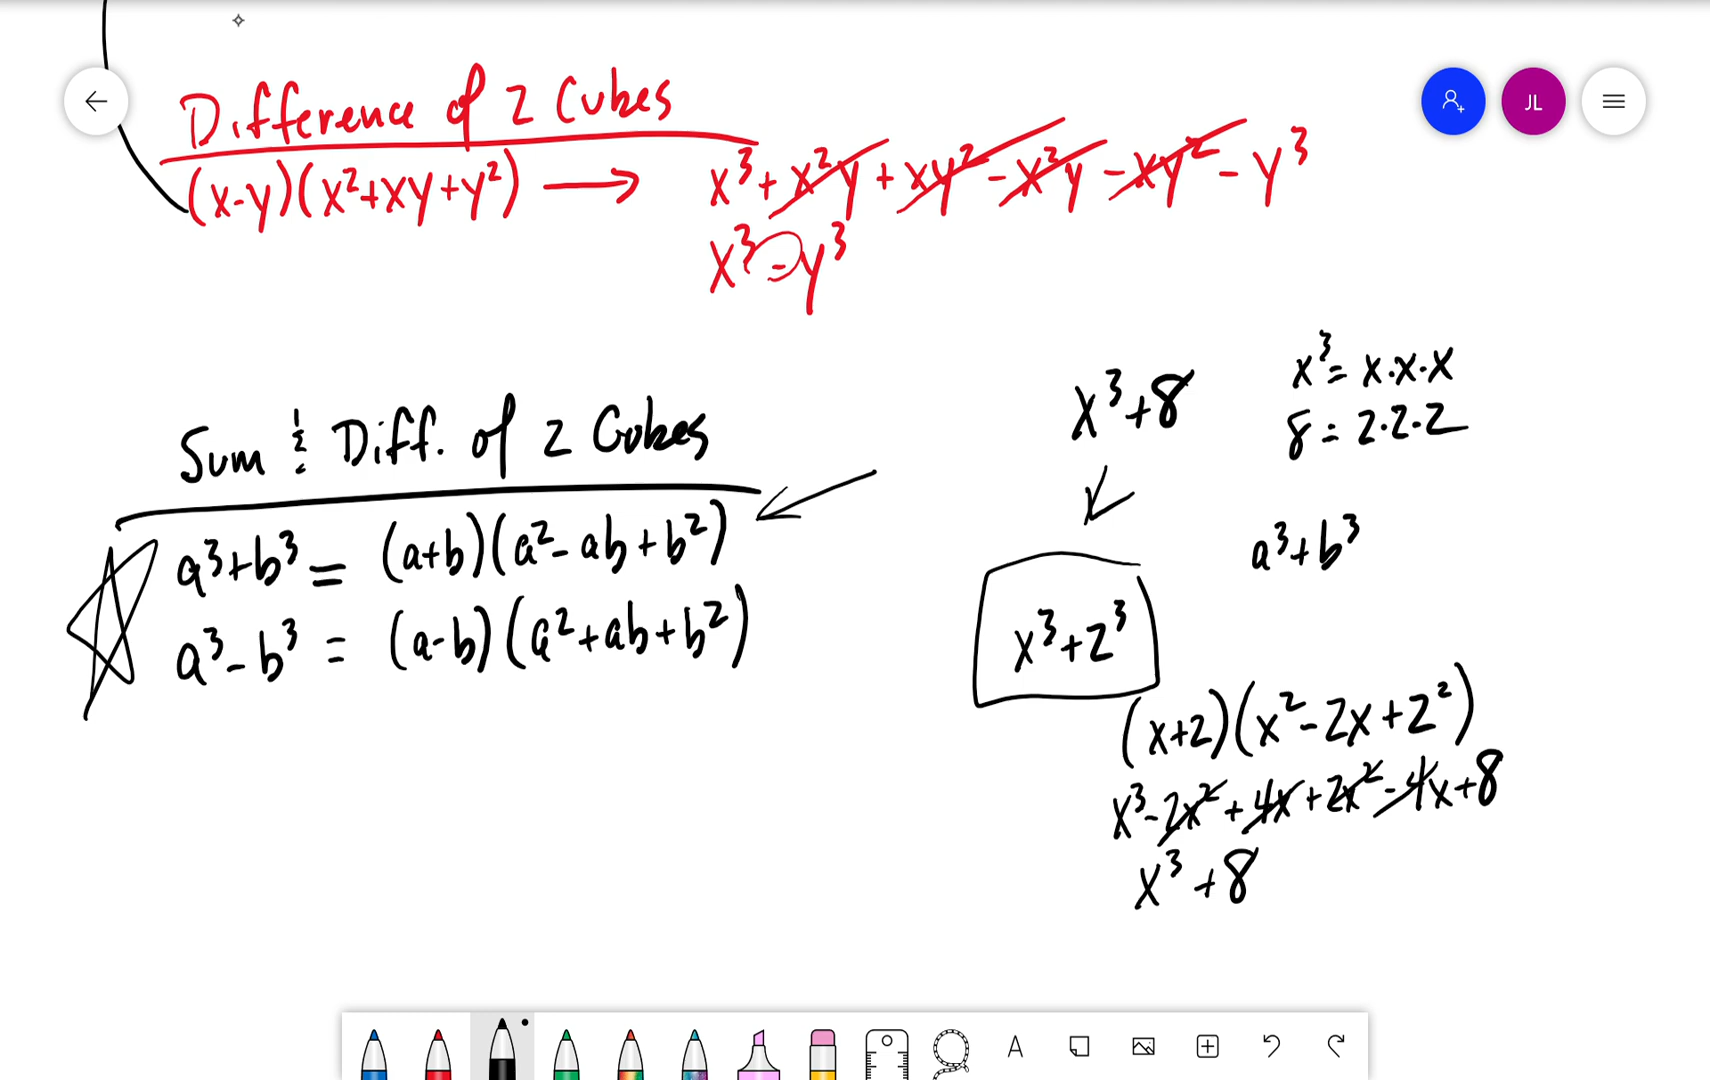 Difference of 2 Cubes
(x-y)(x²+xy+y²) → x³+x²y+xy²-x²y-xy²-y³
x³-y³
JL
Sum & Diff. of 2 Cubes
a³+b³ = (a+b)(a²-ab+b²)
a³-b³ = (a-b)(a²+ab+b²)
x³+8
x³= x·x·x
8 = 2·2·2
a³+b³
x³+2³
(x+2)(x²-2x+2²)
x³-2x²+4x+2x²-4x+8
x³+8
A